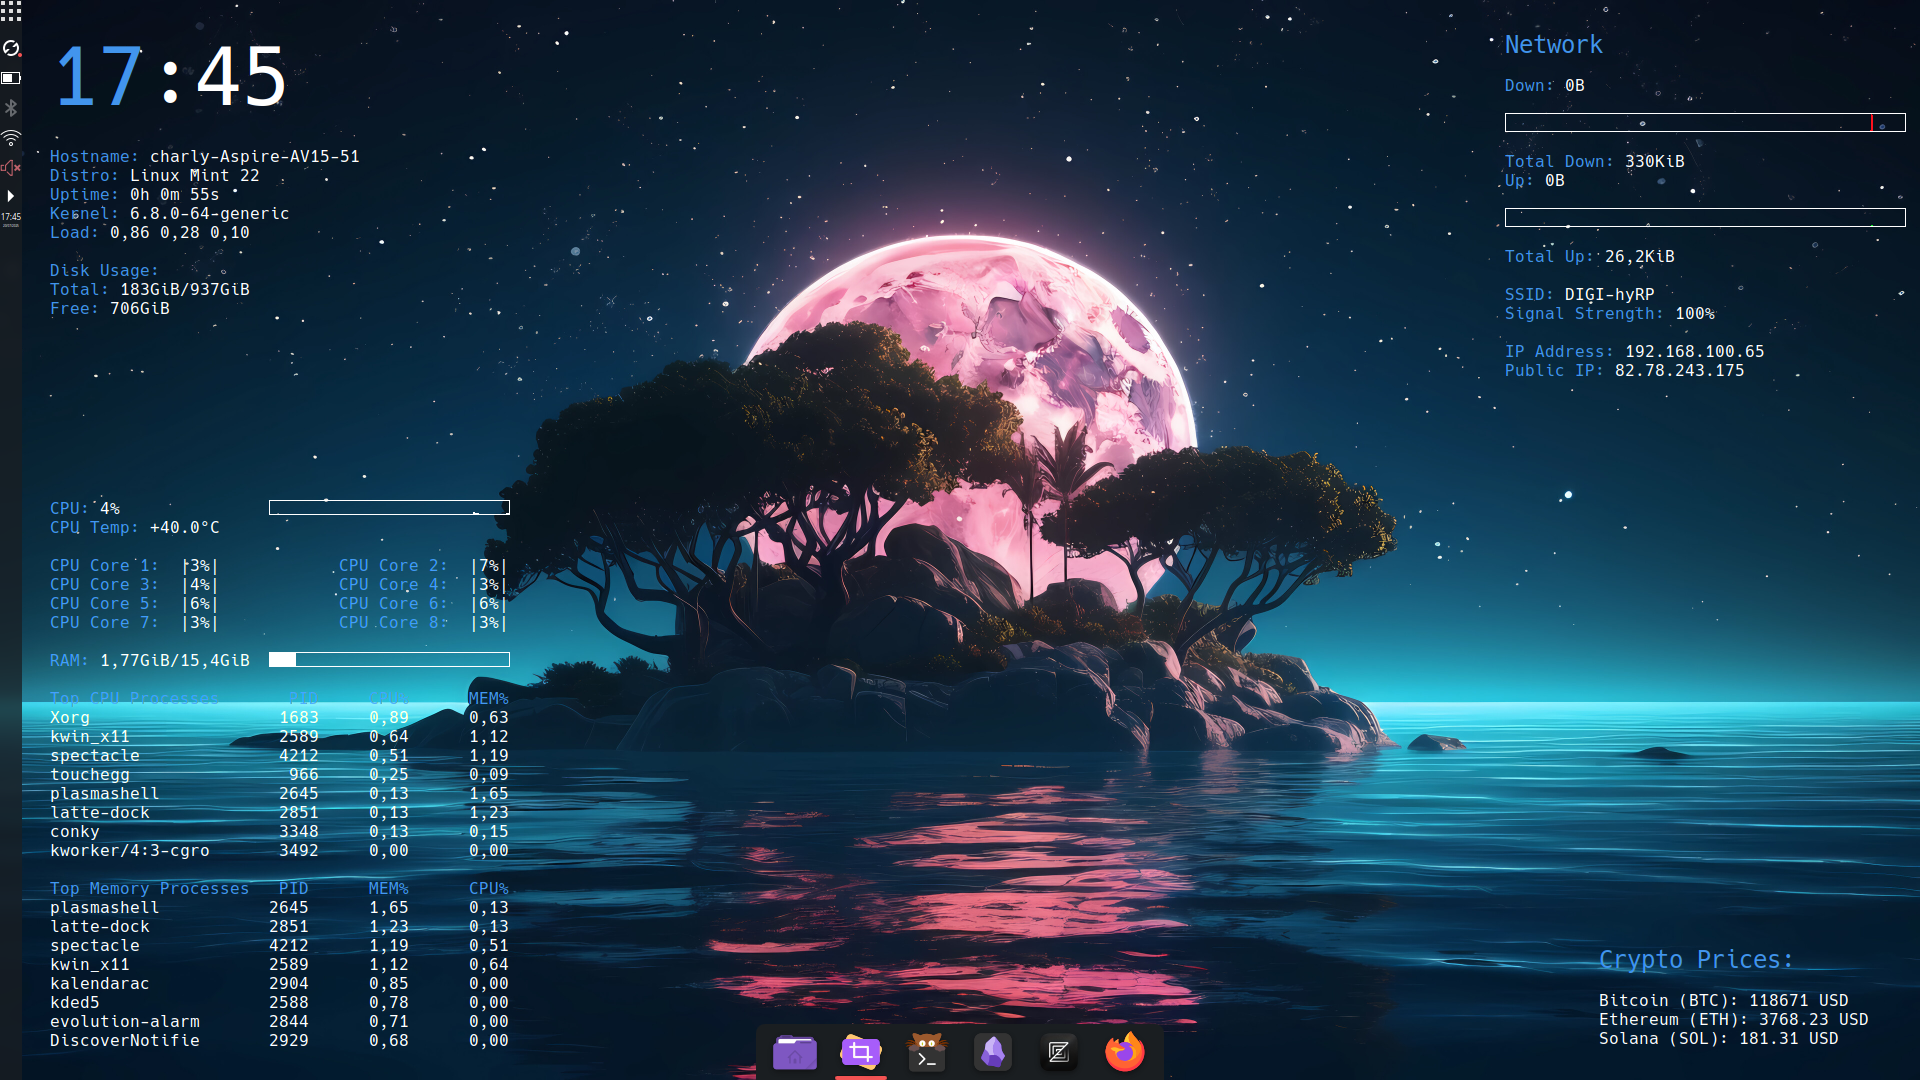 17:45
Hostname: charly-Aspire-AV15-51
Distro: Linux Mint 22
Uptime: 0h 0m 55s
Kernel: 6.8.0-64-generic
Load: 0,86 0,28 0,10
Disk Usage:
Total: 183GiB/937GiB
Free: 706GiB
CPU: 4%
CPU Temp: +40.0°C
CPU Core 1: |3%| CPU Core 2: |7%|
CPU Core 3: |4%| CPU Core 4: |3%|
CPU Core 5: |6%| CPU Core 6: |6%|
CPU Core 7: |3%| CPU Core 8: |3%|
RAM: 1,77GiB/15,4GiB
Top CPU Processes PID CPU% MEM%
Xorg 1683 0,89 0,63
kwin_x11 2589 0,64 1,12
spectacle 4212 0,51 1,19
touchegg 966 0,25 0,09
plasmashell 2645 0,13 1,65
latte-dock 2851 0,13 1,23
conky 3348 0,13 0,15
kworker/4:3-cgro 3492 0,00 0,00
Top Memory Processes PID MEM% CPU%
plasmashell 2645 1,65 0,13
latte-dock 2851 1,23 0,13
spectacle 4212 1,19 0,51
kwin_x11 2589 1,12 0,64
kalendarac 2904 0,85 0,00
kded5 2588 0,78 0,00
evolution-alarm 2844 0,71 0,00
DiscoverNotifie 2929 0,68 0,00
17:45
Network
Down: 0B
Total Down: 330KiB
Up: 0B
Total Up: 26,2KiB
SSID: DIGI-hyRP
Signal Strength: 100%
IP Address: 192.168.100.65
Public IP: 82.78.243.175
Crypto Prices:
Bitcoin (BTC): 118671 USD
Ethereum (ETH): 3768.23 USD
Solana (SOL): 181.31 USD